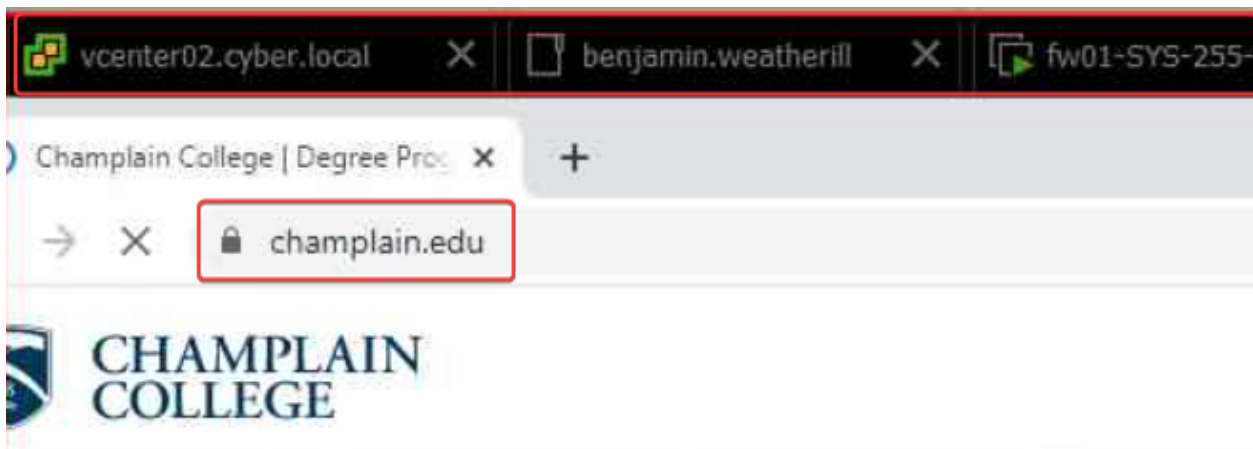 vcenter02.cyber.local benjamin.weatherill fw01-SYS-255-
Champlain College | Degree Pro
champlain.edu
CHAMPLAIN
COLLEGE